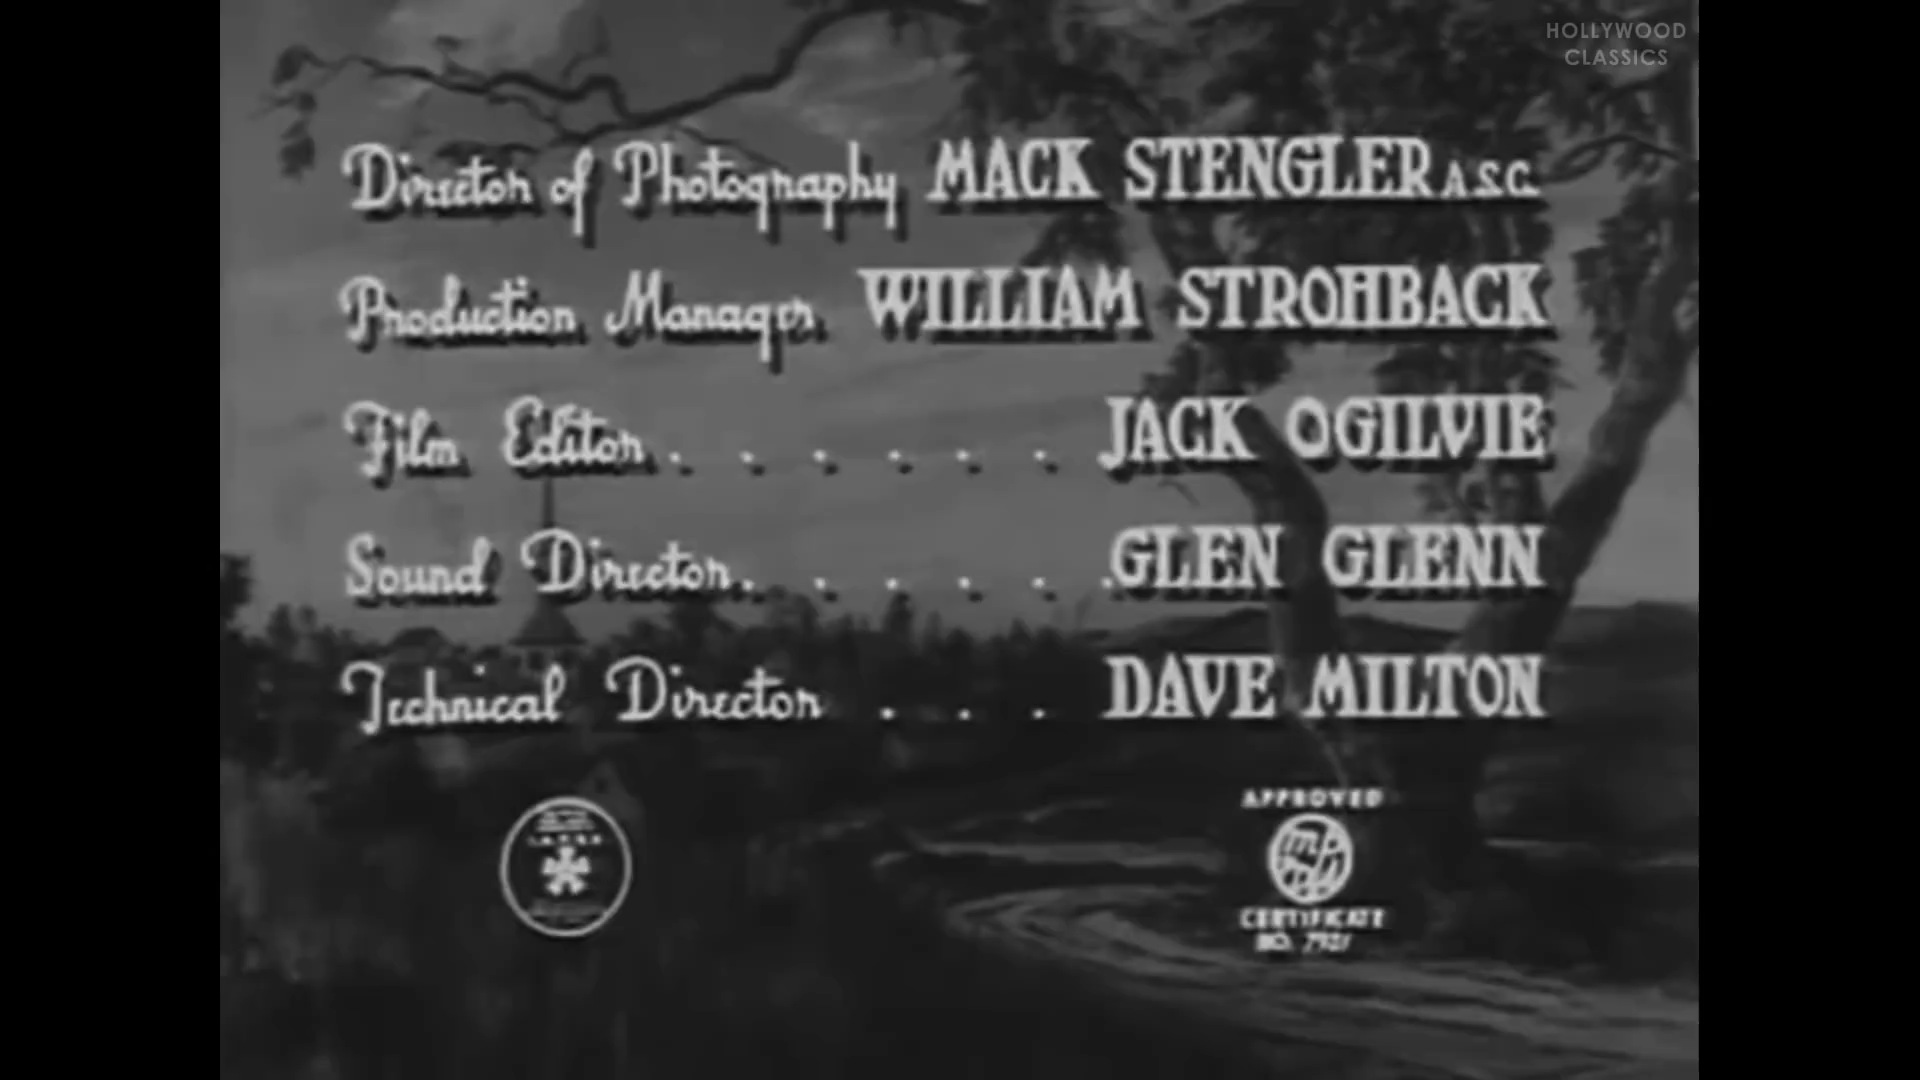 HOLLYWOOD
CLASSICS
Director of Photography MACK STENGLER A.S.C.
Production Manager WILLIAM STROHBACK
Film Editor . . . . . . JACK OGILVIE
Sound Director . . . . . . GLEN GLENN
Technical Director . . . DAVE MILTON
APPROVED
CERTIFICATE
NO.